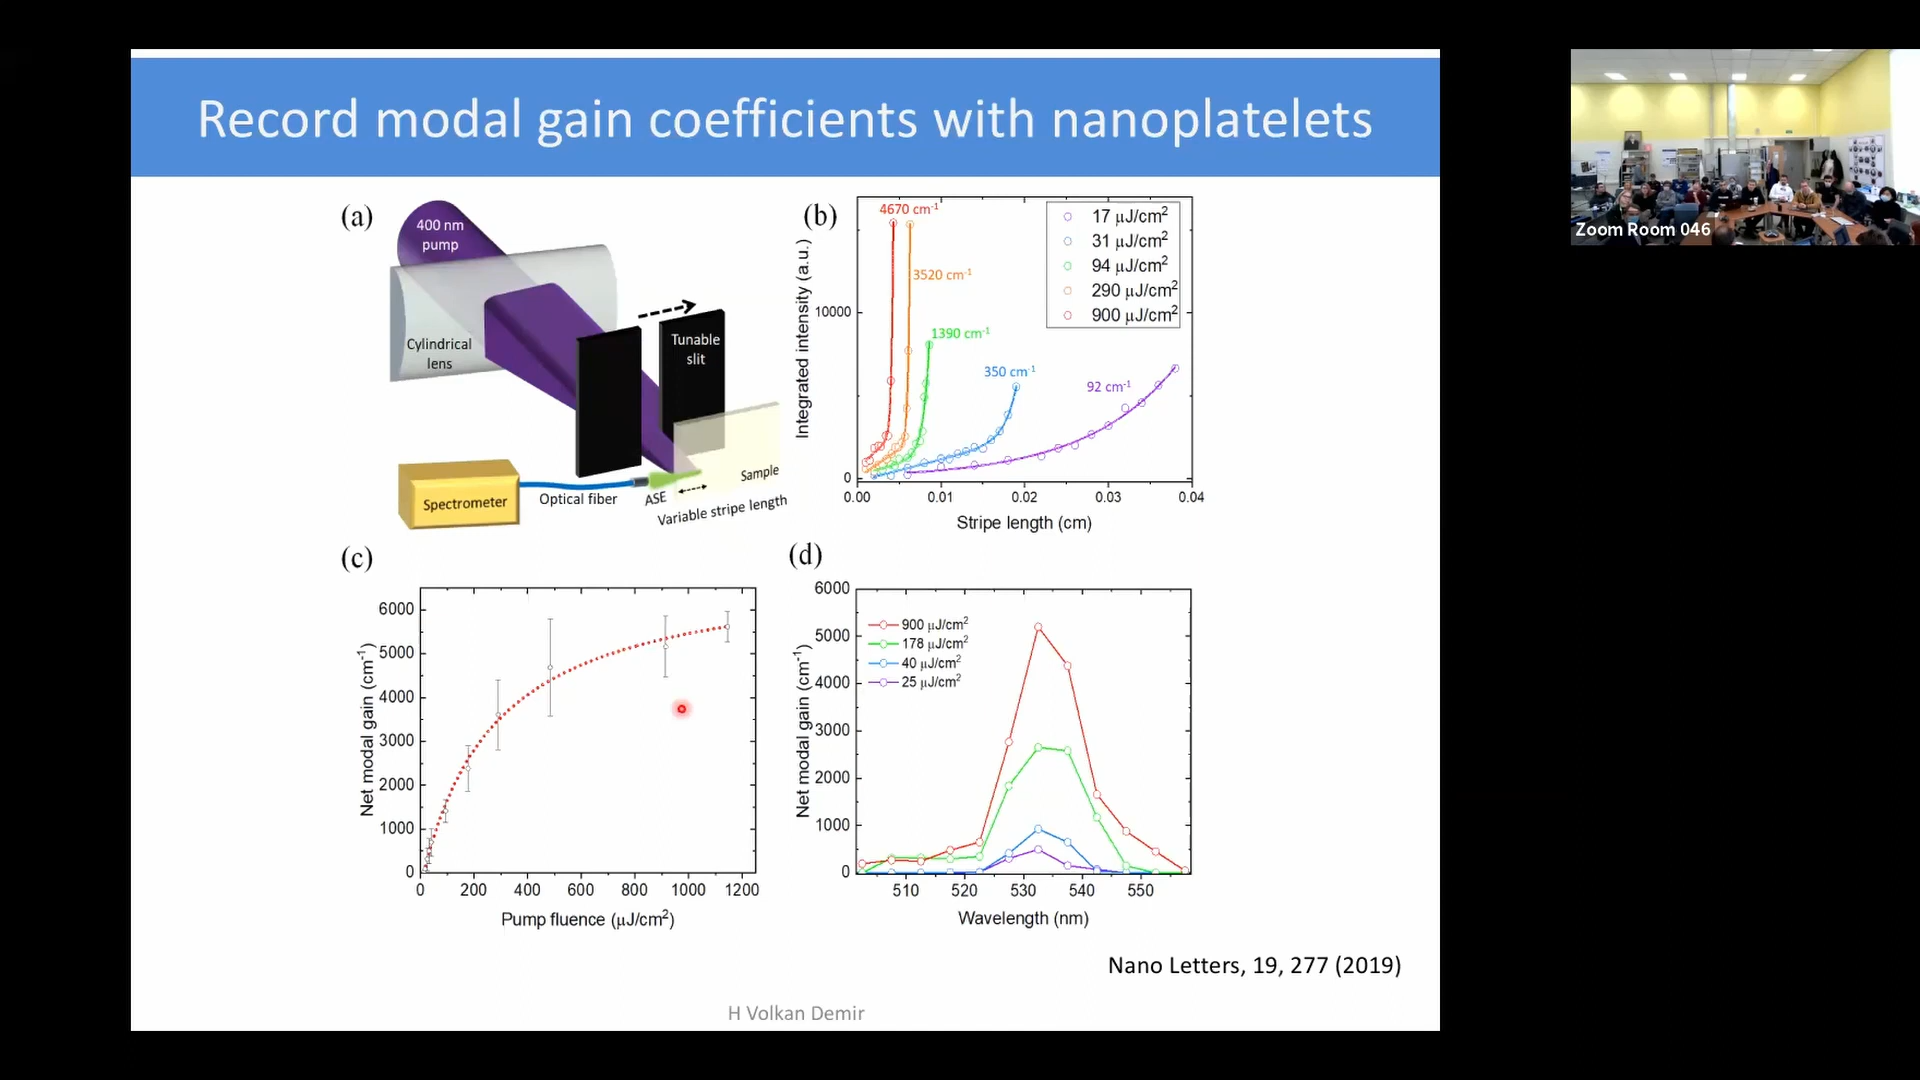 Record modal gain coefficients with nanoplatelets
(a)
400 nm
pump
Cylindrical
lens
Tunable
slit
Sample
Spectrometer
Optical fiber
ASE
Variable stripe length
(b)
Integrated intensity (a.u.)
10000
0
4670 cm⁻¹
3520 cm⁻¹
1390 cm⁻¹
350 cm⁻¹
92 cm⁻¹
17 μJ/cm²
31 μJ/cm²
94 μJ/cm²
290 μJ/cm²
900 μJ/cm²
0.00 0.01 0.02 0.03 0.04
Stripe length (cm)
(c)
Net modal gain (cm⁻¹)
6000
5000
4000
3000
2000
1000
0
0 200 400 600 800 1000 1200
Pump fluence (μJ/cm²)
(d)
Net modal gain (cm⁻¹)
6000
5000
4000
3000
2000
1000
0
900 μJ/cm²
178 μJ/cm²
40 μJ/cm²
25 μJ/cm²
510 520 530 540 550
Wavelength (nm)
Nano Letters, 19, 277 (2019)
H Volkan Demir
Zoom Room 046